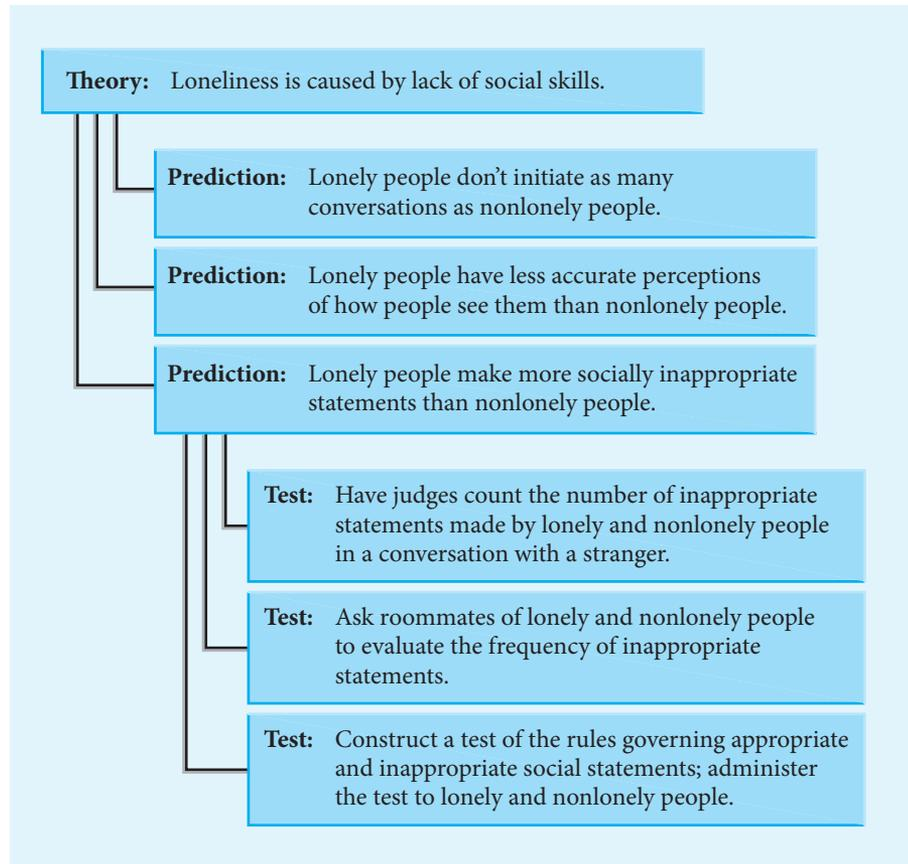 Theory: Loneliness is caused by lack of social skills.
Prediction: Lonely people don’t initiate as many
conversations as nonlonely people.
Prediction: Lonely people have less accurate perceptions
of how people see them than nonlonely people.
Prediction: Lonely people make more socially inappropriate
statements than nonlonely people.
Test: Have judges count the number of inappropriate
statements made by lonely and nonlonely people
in a conversation with a stranger.
Test: Ask roommates of lonely and nonlonely people
to evaluate the frequency of inappropriate
statements.
Test: Construct a test of the rules governing appropriate
and inappropriate social statements; administer
the test to lonely and nonlonely people.